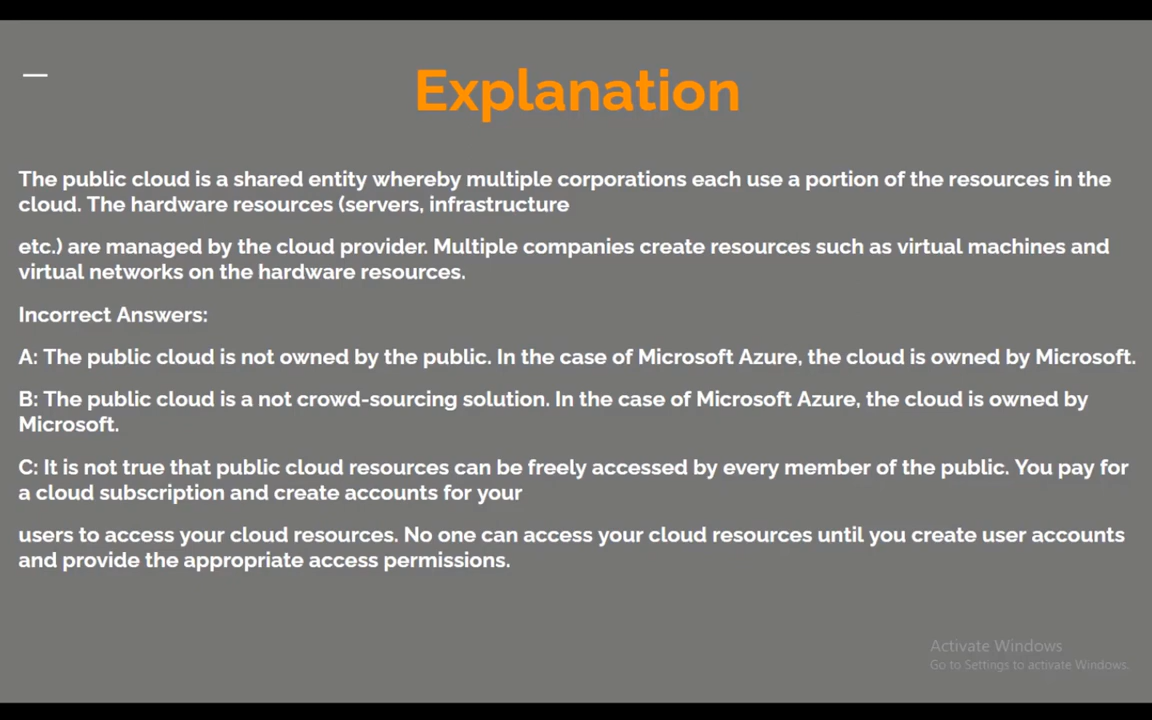 Explanation
The public cloud is a shared entity whereby multiple corporations each use a portion of the resources in the
cloud. The hardware resources (servers, infrastructure
etc.) are managed by the cloud provider. Multiple companies create resources such as virtual machines and
virtual networks on the hardware resources.
Incorrect Answers:
A: The public cloud is not owned by the public. In the case of Microsoft Azure, the cloud is owned by Microsoft.
B: The public cloud is a not crowd-sourcing solution. In the case of Microsoft Azure, the cloud is owned by
Microsoft.
C: It is not true that public cloud resources can be freely accessed by every member of the public. You pay for
a cloud subscription and create accounts for your
users to access your cloud resources. No one can access your cloud resources until you create user accounts
and provide the appropriate access permissions.
Activate Windows
Go to Settings to activate Windows.